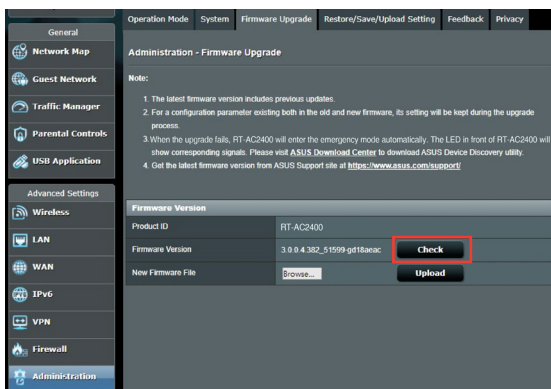 Operation Mode System Firmware Upgrade Restore/Save/Upload Setting Feedback Privacy
General
Network Map
Guest Network
Traffic Manager
Parental Controls
USB Application
Advanced Settings
Wireless
LAN
WAN
IPv6
VPN
Firewall
Administration
Administration - Firmware Upgrade
Note:
1. The latest firmware version includes previous updates.
2. For a configuration parameter existing both in the old and new firmware, its setting will be kept during the upgrade
process.
3. When the upgrade fails, RT-AC2400 will enter the emergency mode automatically. The LED in front of RT-AC2400 will
show corresponding signals. Please visit ASUS Download Center to download ASUS Device Discovery utility.
4. Get the latest firmware version from ASUS Support site at https://www.asus.com/support/
Firmware Version
Product ID RT-AC2400
Firmware Version 3.0.0.4.382_51599-gd18aeac Check
New Firmware File Browse... Upload